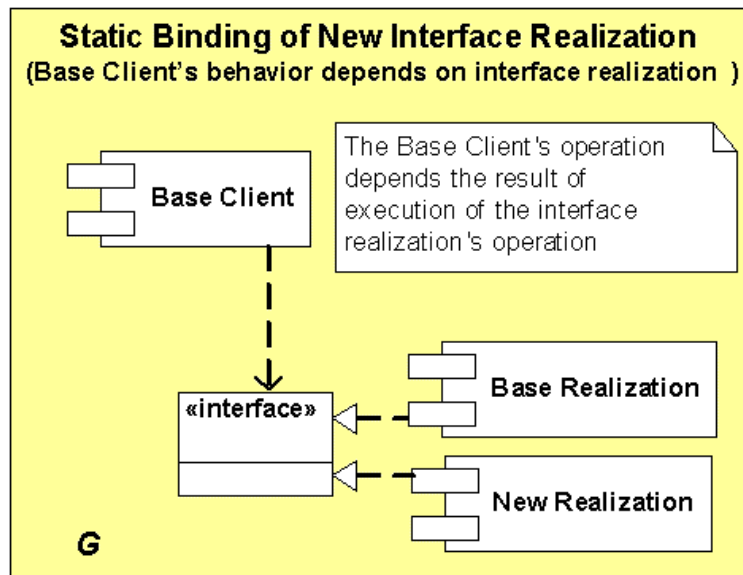 Static Binding of New Interface Realization
(Base Client's behavior depends on interface realization )
Base Client
The Base Client's operation
depends the result of
execution of the interface
realization's operation
«interface»
Base Realization
New Realization
G